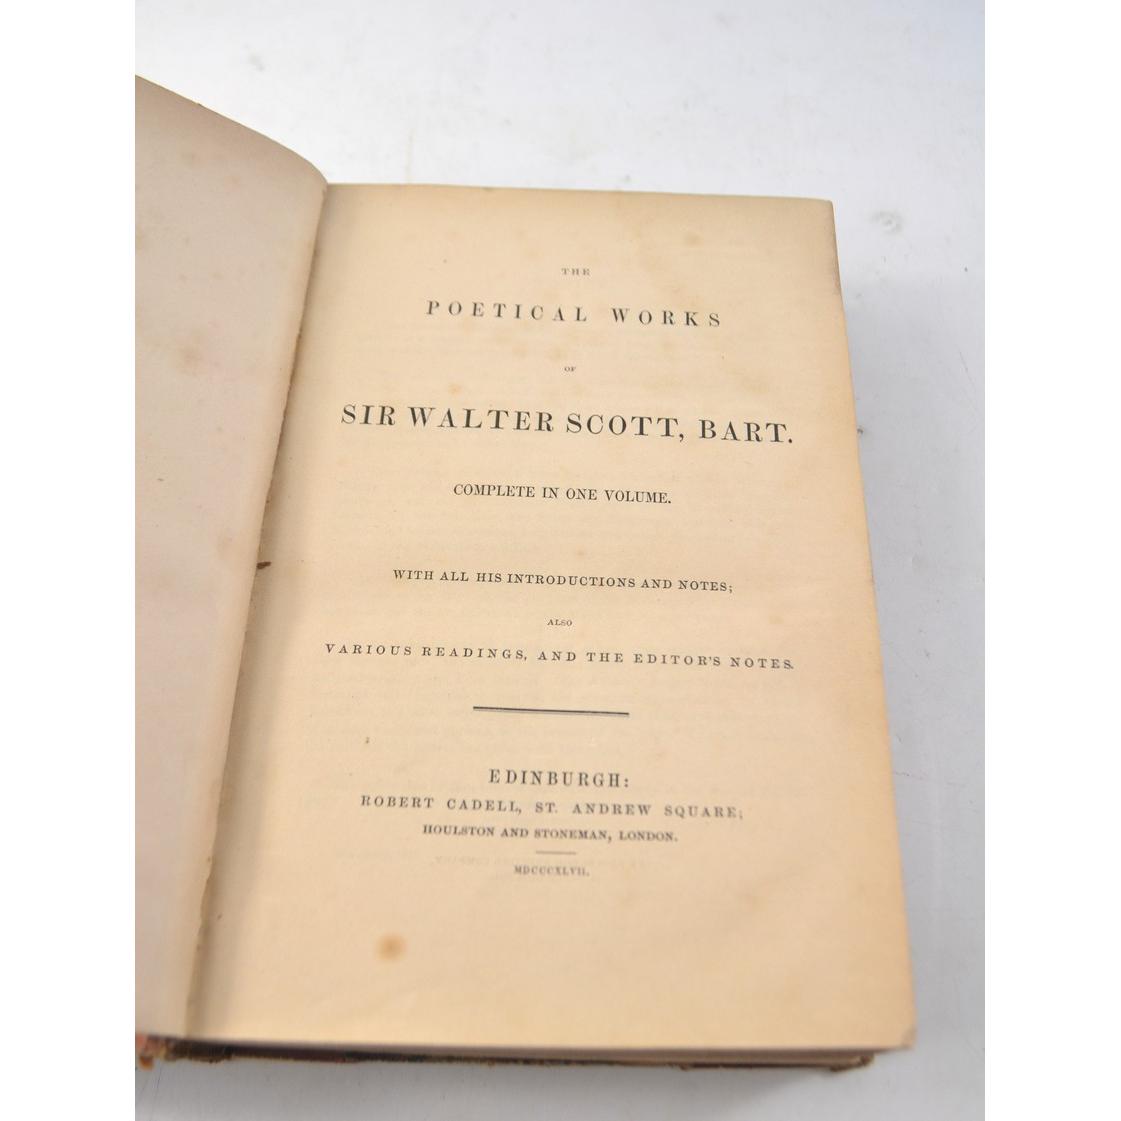 THE
POETICAL WORKS
OF
SIR WALTER SCOTT, BART.
COMPLETE IN ONE VOLUME.
WITH ALL HIS INTRODUCTIONS AND NOTES;
ALSO
VARIOUS READINGS, AND THE EDITOR'S NOTES.
EDINBURGH:
ROBERT CADELL, ST. ANDREW SQUARE;
HOULSTON AND STONEMAN, LONDON.
MDCCCXLVII.